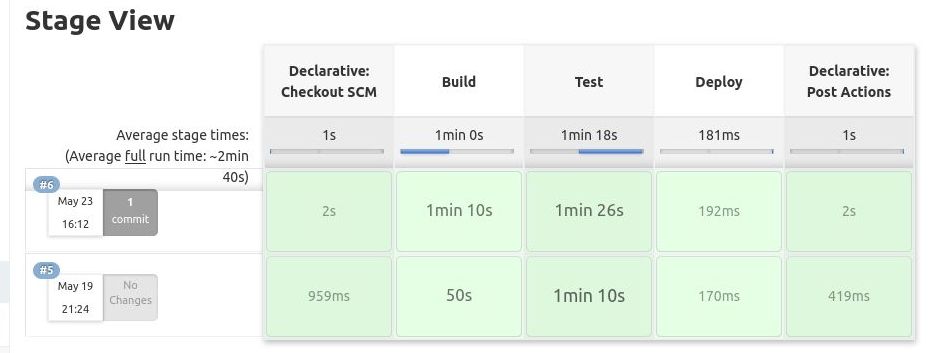 Stage View
Declarative:
Checkout SCM
Build
Test
Deploy
Declarative:
Post Actions
Average stage times:
(Average full run time: ~2min
40s)
1s
1min 0s
1min 18s
181ms
1s
#6
May 23
16:12
1
commit
2s
1min 10s
1min 26s
192ms
2s
#5
May 19
21:24
No
Changes
959ms
50s
1min 10s
170ms
419ms